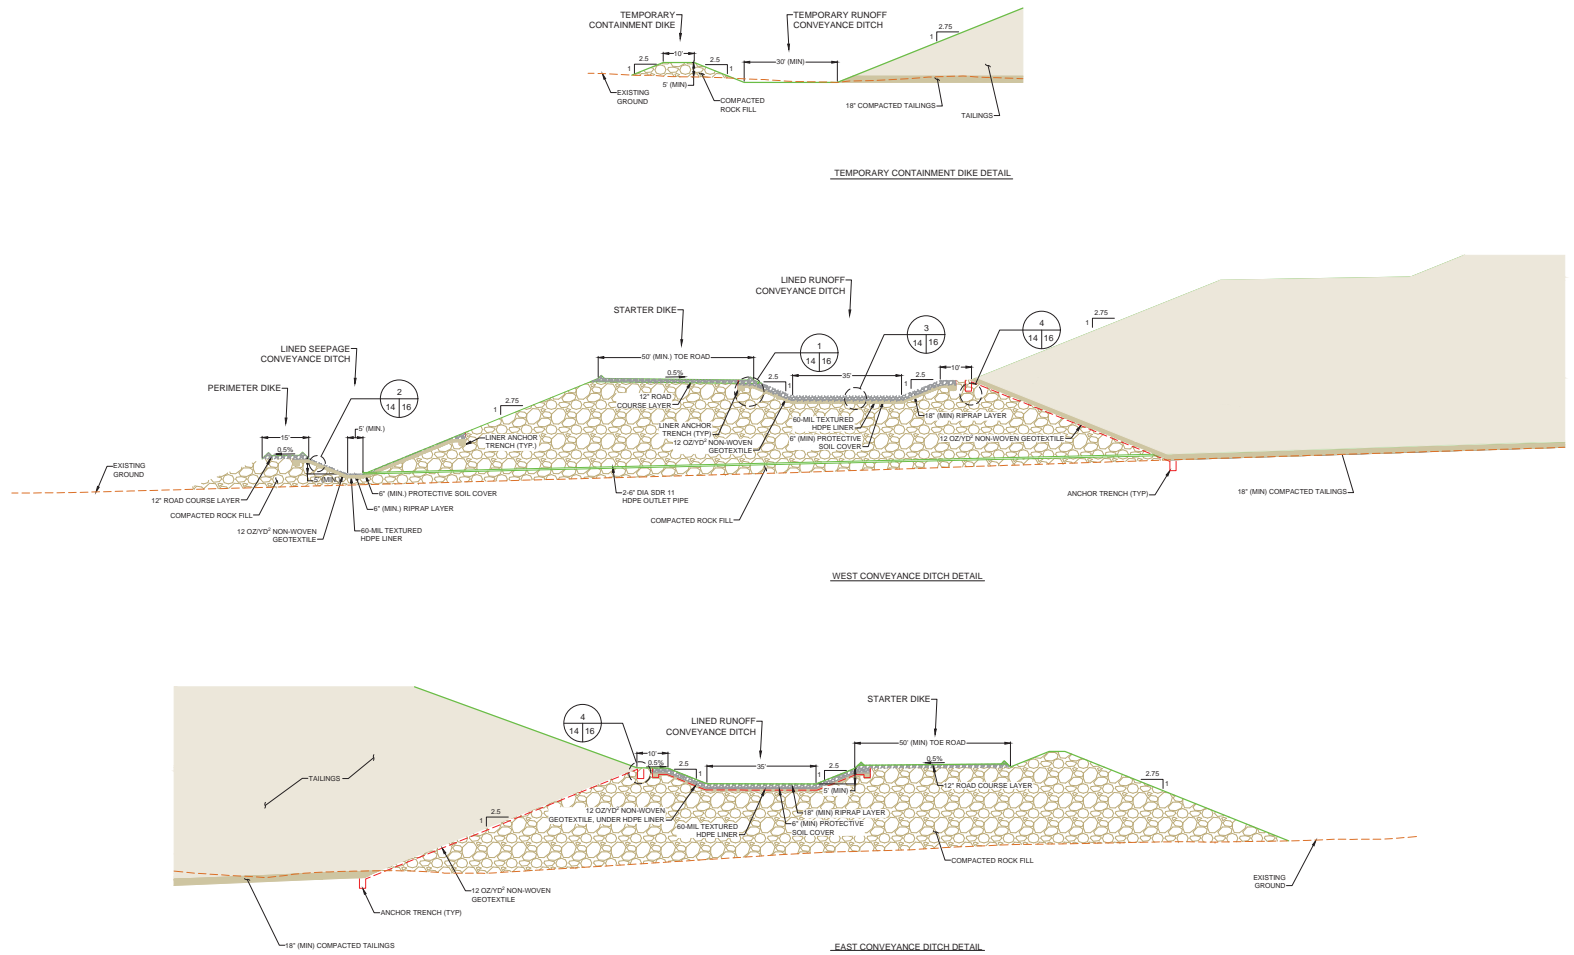 TEMPORARY
CONTAINMENT DIKE
TEMPORARY RUNOFF
CONVEYANCE DITCH
2.75
1
2.5
1
10'
2.5
1
30' (MIN)
5' (MIN)
EXISTING
GROUND
COMPACTED
ROCK FILL
18" COMPACTED TAILINGS
TAILINGS
TEMPORARY CONTAINMENT DIKE DETAIL
LINED RUNOFF
CONVEYANCE DITCH
STARTER DIKE
LINED SEEPAGE
CONVEYANCE DITCH
PERIMETER DIKE
1
14 16
3
14 16
4
14 16
2
14 16
2.75
1
50' (MIN.) TOE ROAD
0.5%
2.5
1
35'
2.5
1
10'
2.75
1
5' (MIN.)
15'
0.5%
5' (MIN.)
12" ROAD
COURSE LAYER
LINER ANCHOR
TRENCH (TYP)
12 OZ/YD² NON-WOVEN
GEOTEXTILE
60-MIL TEXTURED
HDPE LINER
6" (MIN) PROTECTIVE
SOIL COVER
18" (MIN) RIPRAP LAYER
12 OZ/YD² NON-WOVEN GEOTEXTILE
LINER ANCHOR
TRENCH (TYP.)
EXISTING
GROUND
12" ROAD COURSE LAYER
COMPACTED ROCK FILL
12 OZ/YD² NON-WOVEN
GEOTEXTILE
6" (MIN.) PROTECTIVE SOIL COVER
6" (MIN.) RIPRAP LAYER
60-MIL TEXTURED
HDPE LINER
2-6" DIA SDR 11
HDPE OUTLET PIPE
COMPACTED ROCK FILL
ANCHOR TRENCH (TYP)
18" (MIN) COMPACTED TAILINGS
WEST CONVEYANCE DITCH DETAIL
4
14 16
LINED RUNOFF
CONVEYANCE DITCH
STARTER DIKE
10'
0.5%
2.5
1
35'
2.5
1
50' (MIN) TOE ROAD
0.5%
5' (MIN)
2.75
1
TAILINGS
2.5
1
12 OZ/YD² NON-WOVEN
GEOTEXTILE, UNDER HDPE LINER
60-MIL TEXTURED
HDPE LINER
18" (MIN) RIPRAP LAYER
6" (MIN) PROTECTIVE
SOIL COVER
12" ROAD COURSE LAYER
COMPACTED ROCK FILL
EXISTING
GROUND
12 OZ/YD² NON-WOVEN
GEOTEXTILE
ANCHOR TRENCH (TYP)
18" (MIN) COMPACTED TAILINGS
EAST CONVEYANCE DITCH DETAIL